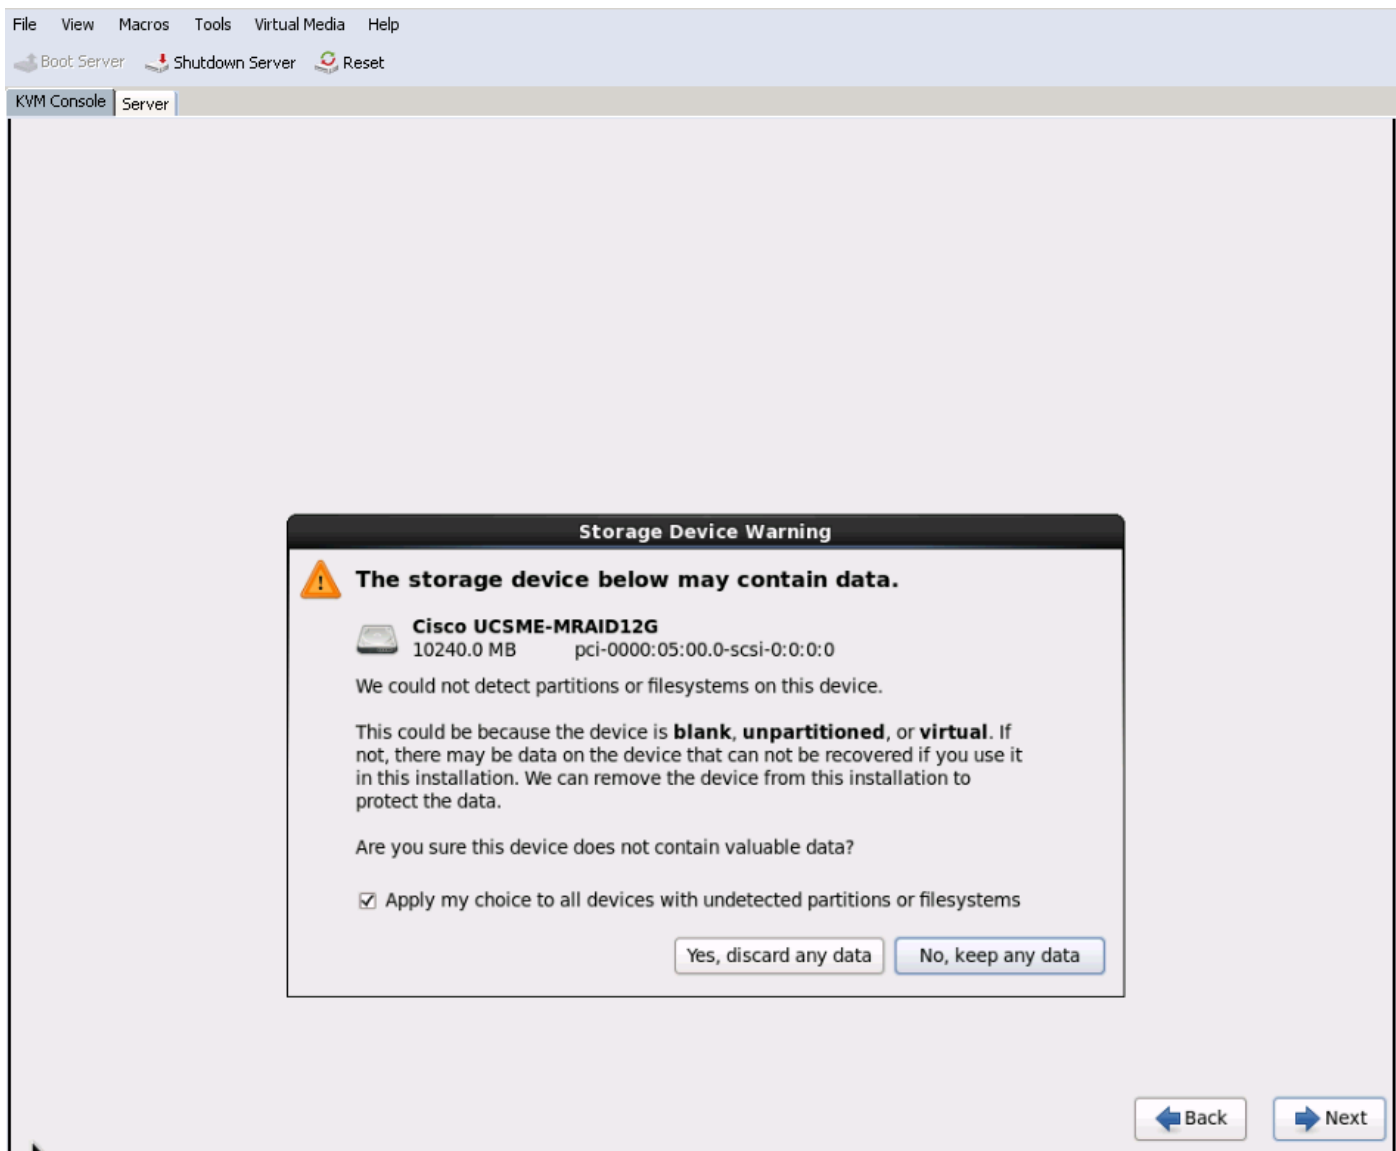 File View Macros Tools Virtual Media Help
Boot Server Shutdown Server Reset
KVM Console Server
Storage Device Warning
The storage device below may contain data.
Cisco UCSME-MRAID12G
10240.0 MB pci-0000:05:00.0-scsi-0:0:0:0
We could not detect partitions or filesystems on this device.
This could be because the device is blank, unpartitioned, or virtual. If
not, there may be data on the device that can not be recovered if you use it
in this installation. We can remove the device from this installation to
protect the data.
Are you sure this device does not contain valuable data?
Apply my choice to all devices with undetected partitions or filesystems
Yes, discard any data No, keep any data
Back Next